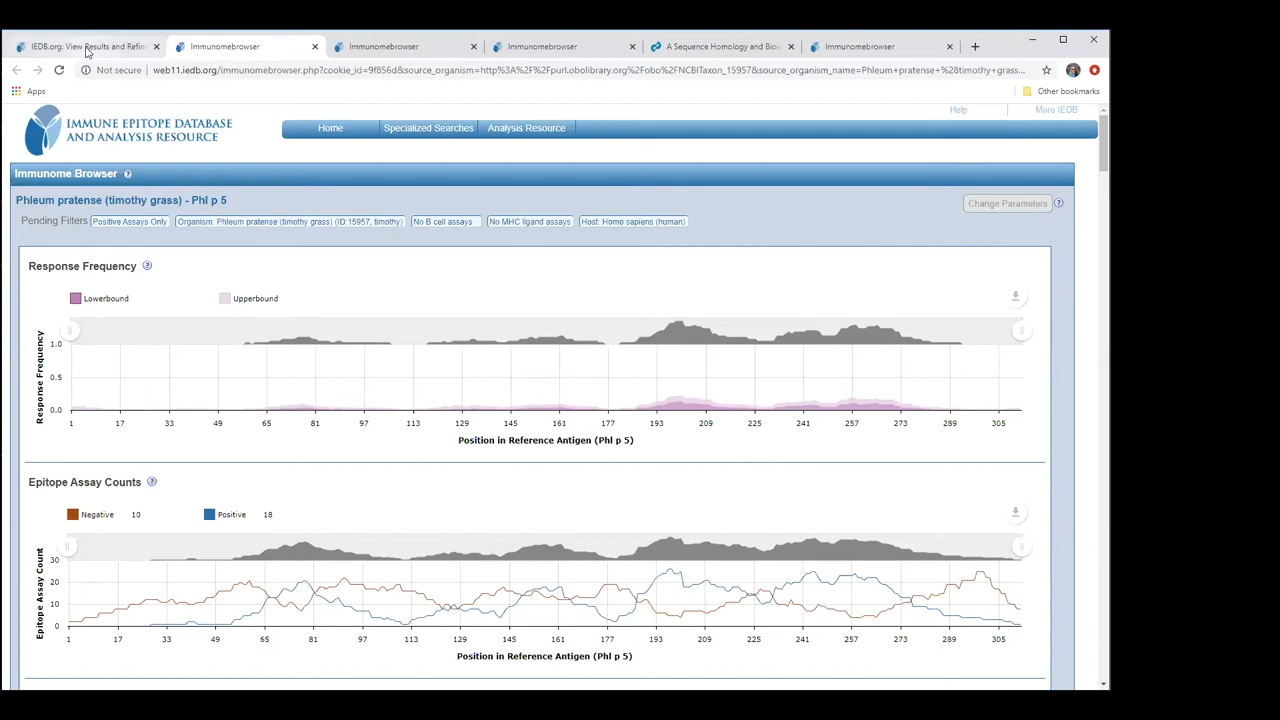 IEDB.org: View Results and Refin
Immunomebrowser
Immunomebrowser
Immunomebrowser
A Sequence Homology and Bioi
Immunomebrowser
Not secure
web11.iedb.org/immunomebrowser.php?cookie_id=9f856d&source_organism=http%3A%2F%2Fpurl.obolibrary.org%2Fobo%2FNCBITaxon_15957&source_organism_name=Phleum+pratense+%28timothy+grass...
Apps
Other bookmarks
IMMUNE EPITOPE DATABASE
AND ANALYSIS RESOURCE
Help
More IEDB
Home
Specialized Searches
Analysis Resource
Immunome Browser
Phleum pratense (timothy grass) - Phl p 5
Change Parameters
Pending Filters
Positive Assays Only
Organism: Phleum pratense (timothy grass) (ID:15957, timothy)
No B cell assays
No MHC ligand assays
Host: Homo sapiens (human)
Response Frequency
Lowerbound
Upperbound
Response Frequency
1.0
0.5
0.0
1 17 33 49 65 81 97 113 129 145 161 177 193 209 225 241 257 273 289 305
Position in Reference Antigen (Phl p 5)
Epitope Assay Counts
Negative 10
Positive 18
Epitope Assay Count
30
20
10
0
1 17 33 49 65 81 97 113 129 145 161 177 193 209 225 241 257 273 289 305
Position in Reference Antigen (Phl p 5)